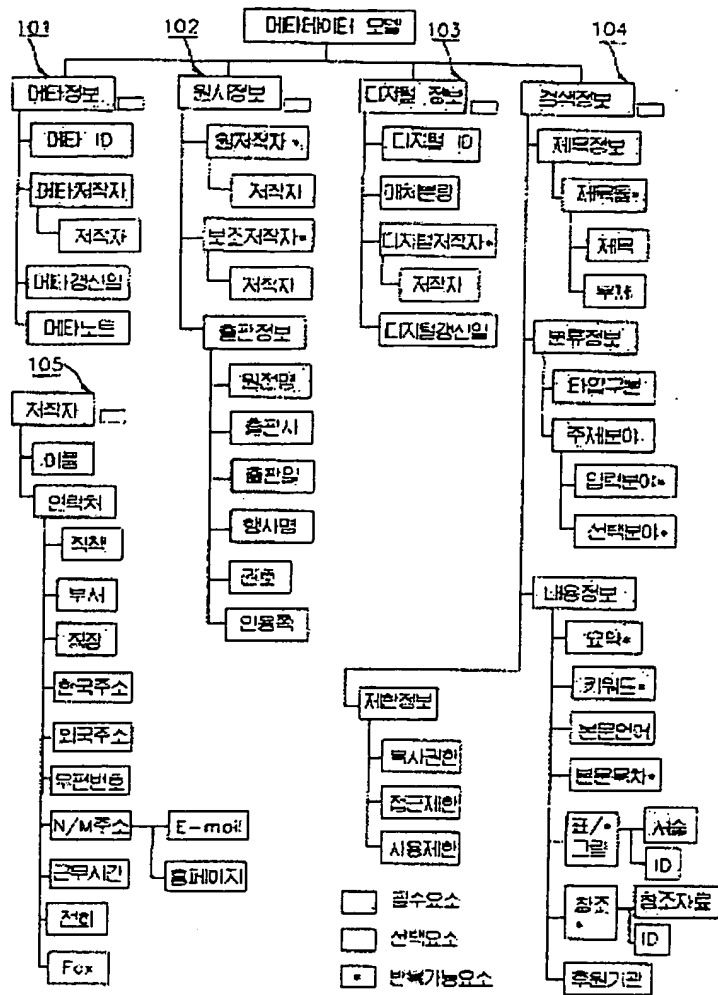 메타데이터 모델
101
102
103
104
메타정보
원시정보
디지털 정보
검색정보
메타 ID
메타저작자
저작자
메타갱신일
메타노트
원저작자*
저작자
보조저작자*
저작자
출판정보
원전명
출판사
출판일
행사명
권호
인용쪽
디지털 ID
매체분량
디지털저작자*
저작자
디지털갱신일
제목정보
제목들*
제목
부제
분류정보
타입구분
주제분야
입력분야*
선택분야*
내용정보
요약*
키워드*
본문언어
본문목차*
표/*
그림
서술
ID
참조
*
참조자료
ID
후원기관
제한정보
복사권한
접근제한
사용제한
105
저작자
이름
연락처
직책
부서
직장
한국주소
외국주소
우편번호
N/M주소
E-mail
홈페이지
근무시간
전화
Fax
필수요소
선택요소
* 반복가능요소